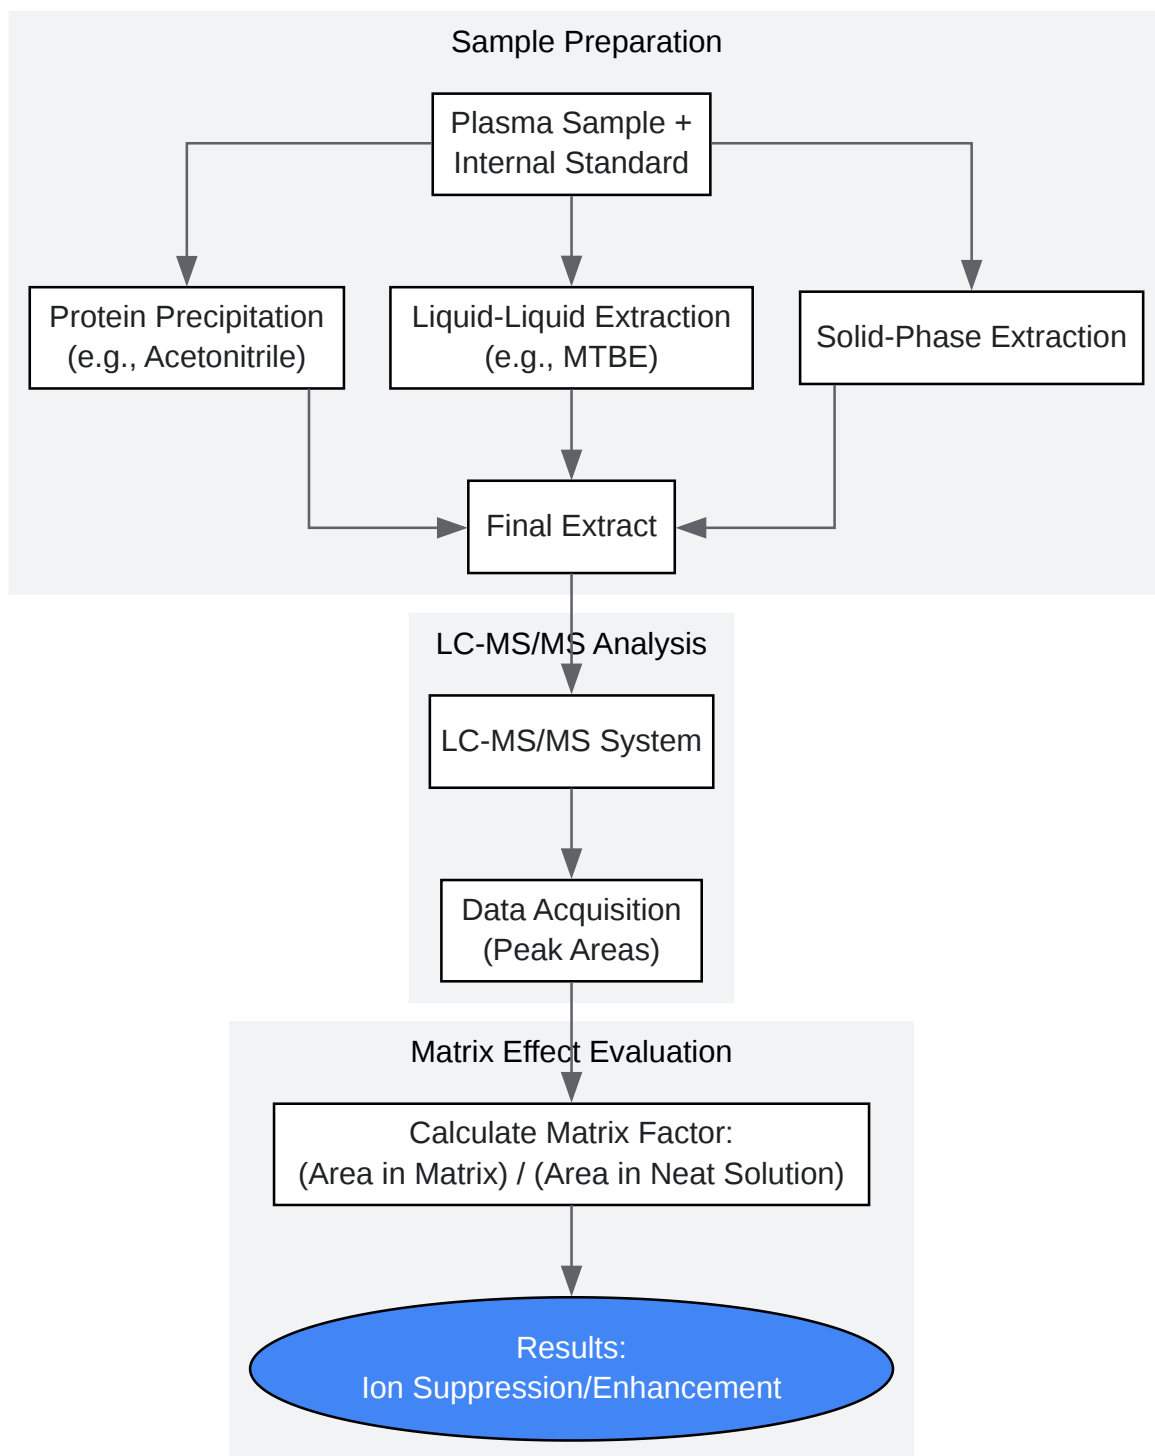 Sample Preparation
Plasma Sample +
Internal Standard
Protein Precipitation
(e.g., Acetonitrile)
Liquid-Liquid Extraction
(e.g., MTBE)
Solid-Phase Extraction
Final Extract
LC-MS/MS Analysis
LC-MS/MS System
Data Acquisition
(Peak Areas)
Matrix Effect Evaluation
Calculate Matrix Factor:
(Area in Matrix) / (Area in Neat Solution)
Results:
Ion Suppression/Enhancement